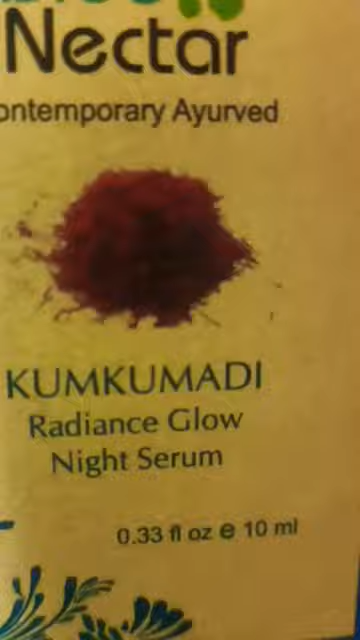 Nectar
ontemporary Ayurved
KUMKUMADI
Radiance Glow
Night Serum
0.33 fl oz e 10 ml